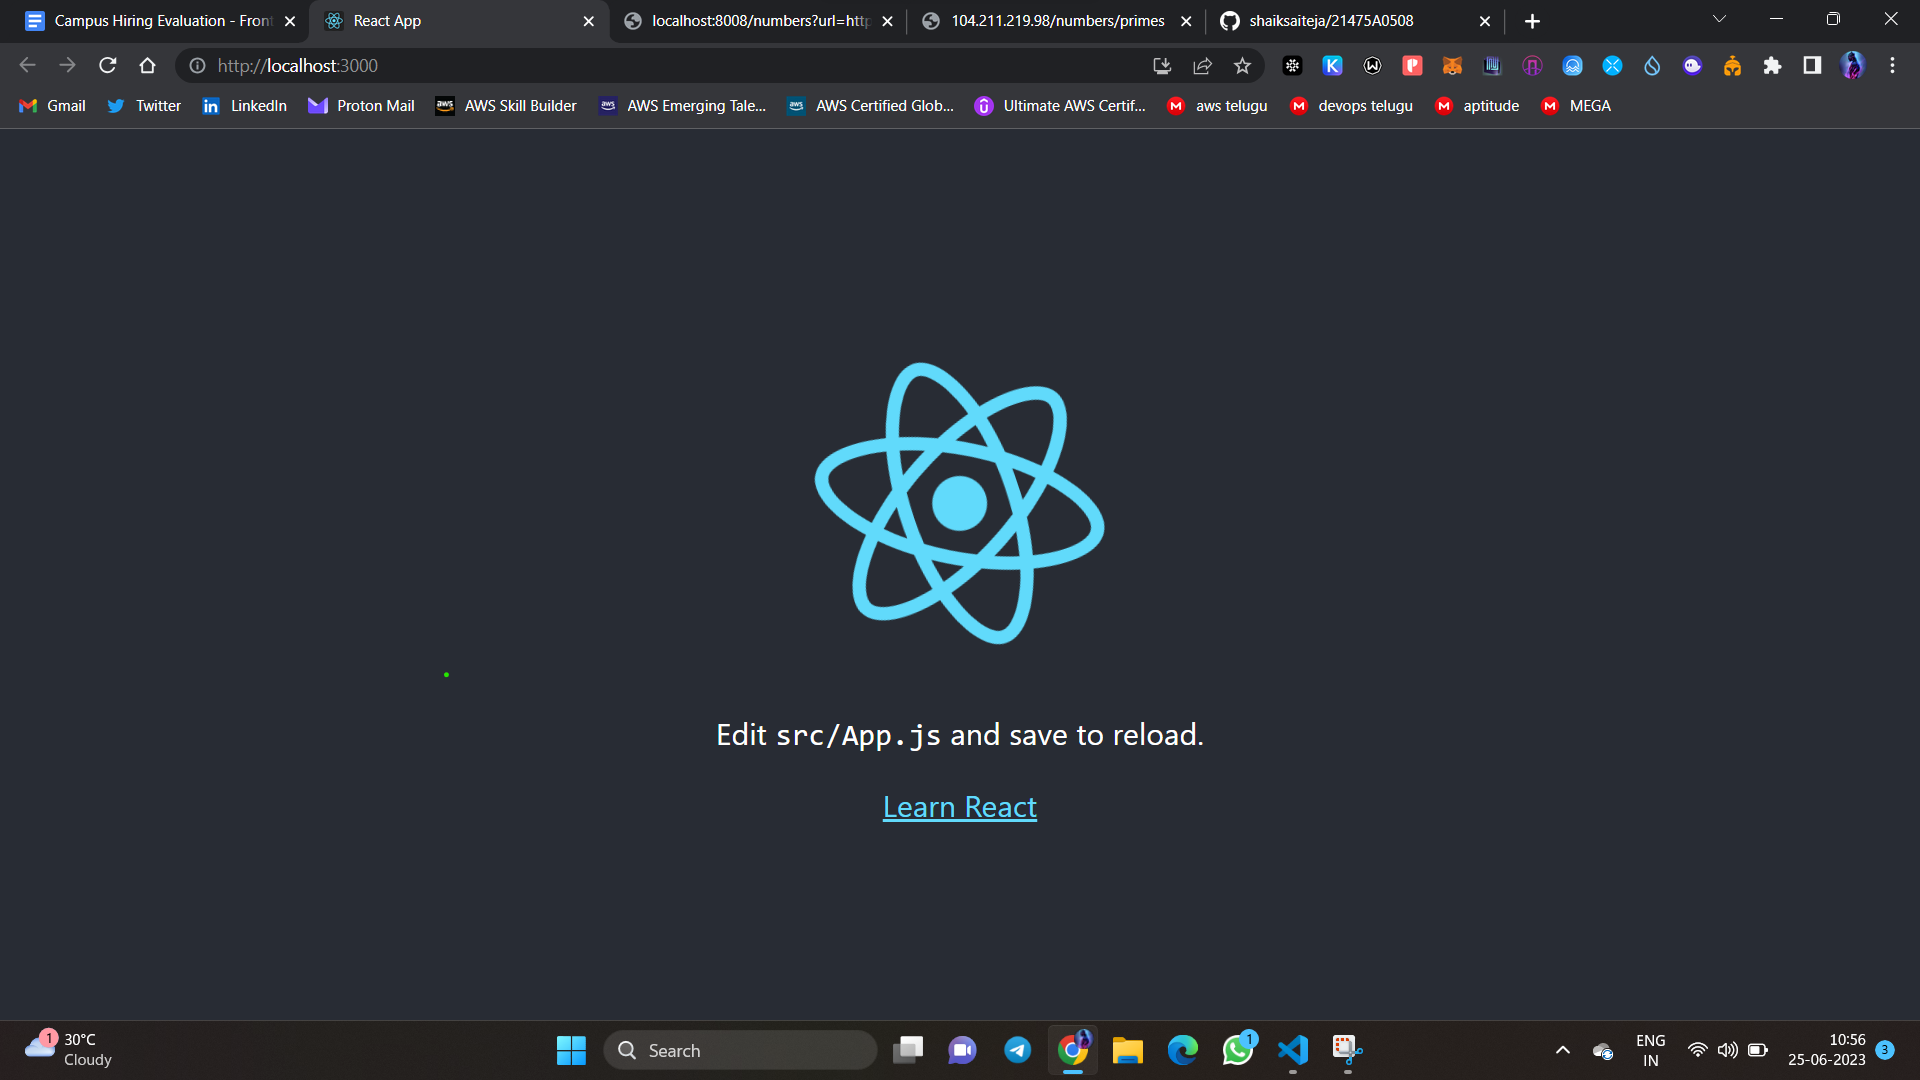 Campus Hiring Evaluation - Front
React App
localhost:8008/numbers?url=http
104.211.219.98/numbers/primes
shaiksaiteja/21475A0508
http://localhost:3000
Gmail
Twitter
LinkedIn
Proton Mail
AWS Skill Builder
AWS Emerging Tale...
AWS Certified Glob...
Ultimate AWS Certif...
aws telugu
devops telugu
aptitude
MEGA
Edit src/App.js and save to reload.
Learn React
1
30°C
Cloudy
Search
1
ENG
IN
10:56
25-06-2023
3